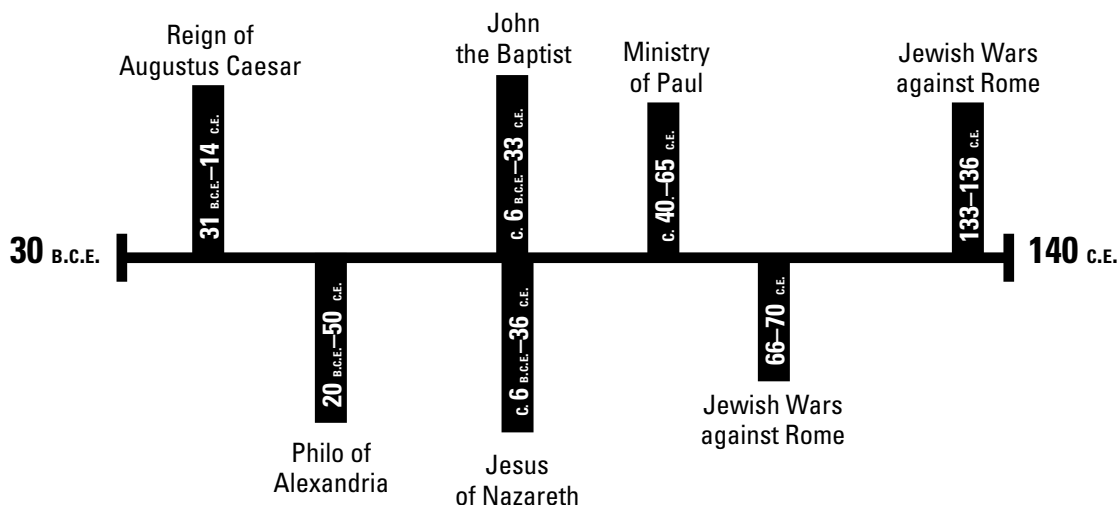 Reign of
Augustus Caesar
31 B.C.E.–14 C.E.
John
the Baptist
C. 6 B.C.E.–33 C.E.
Ministry
of Paul
C. 40.–65 C.E.
Jewish Wars
against Rome
133–136 C.E.
30 B.C.E.
140 C.E.
20 B.C.E.–50 C.E.
Philo of
Alexandria
C. 6 B.C.E.–36 C.E.
Jesus
of Nazareth
66–70 C.E.
Jewish Wars
against Rome